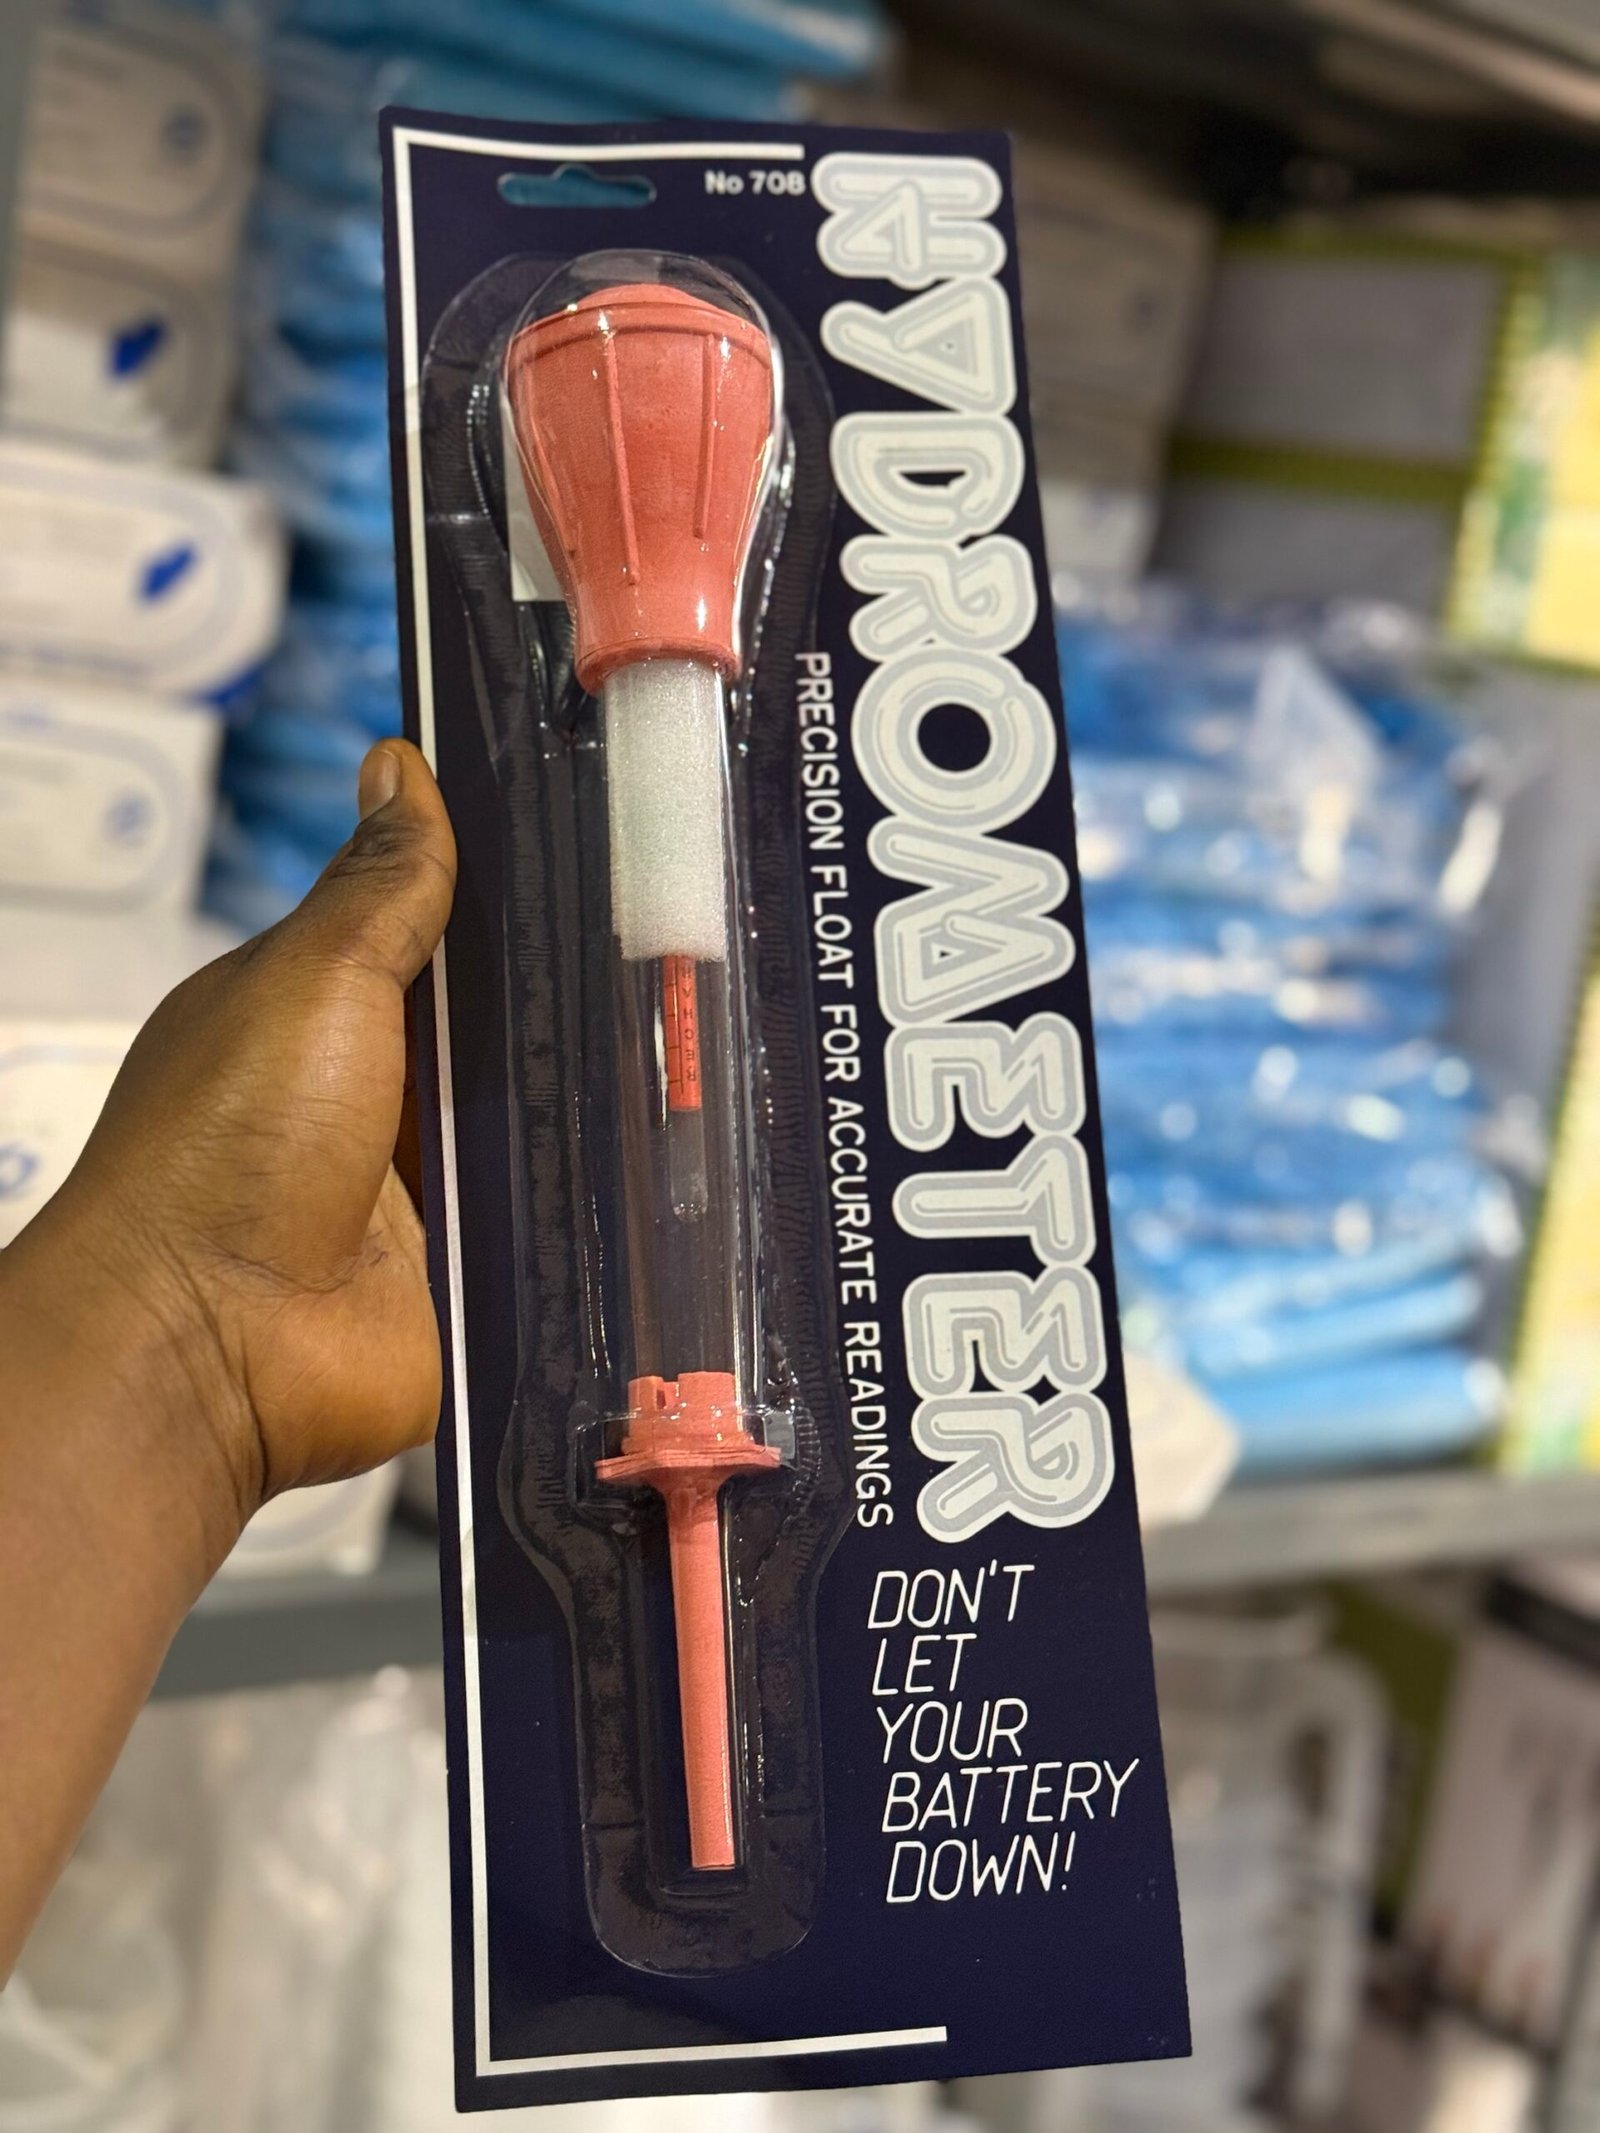 No 708
HYDROMETER
PRECISION FLOAT FOR ACCURATE READINGS
DON'T
LET
YOUR
BATTERY
DOWN!